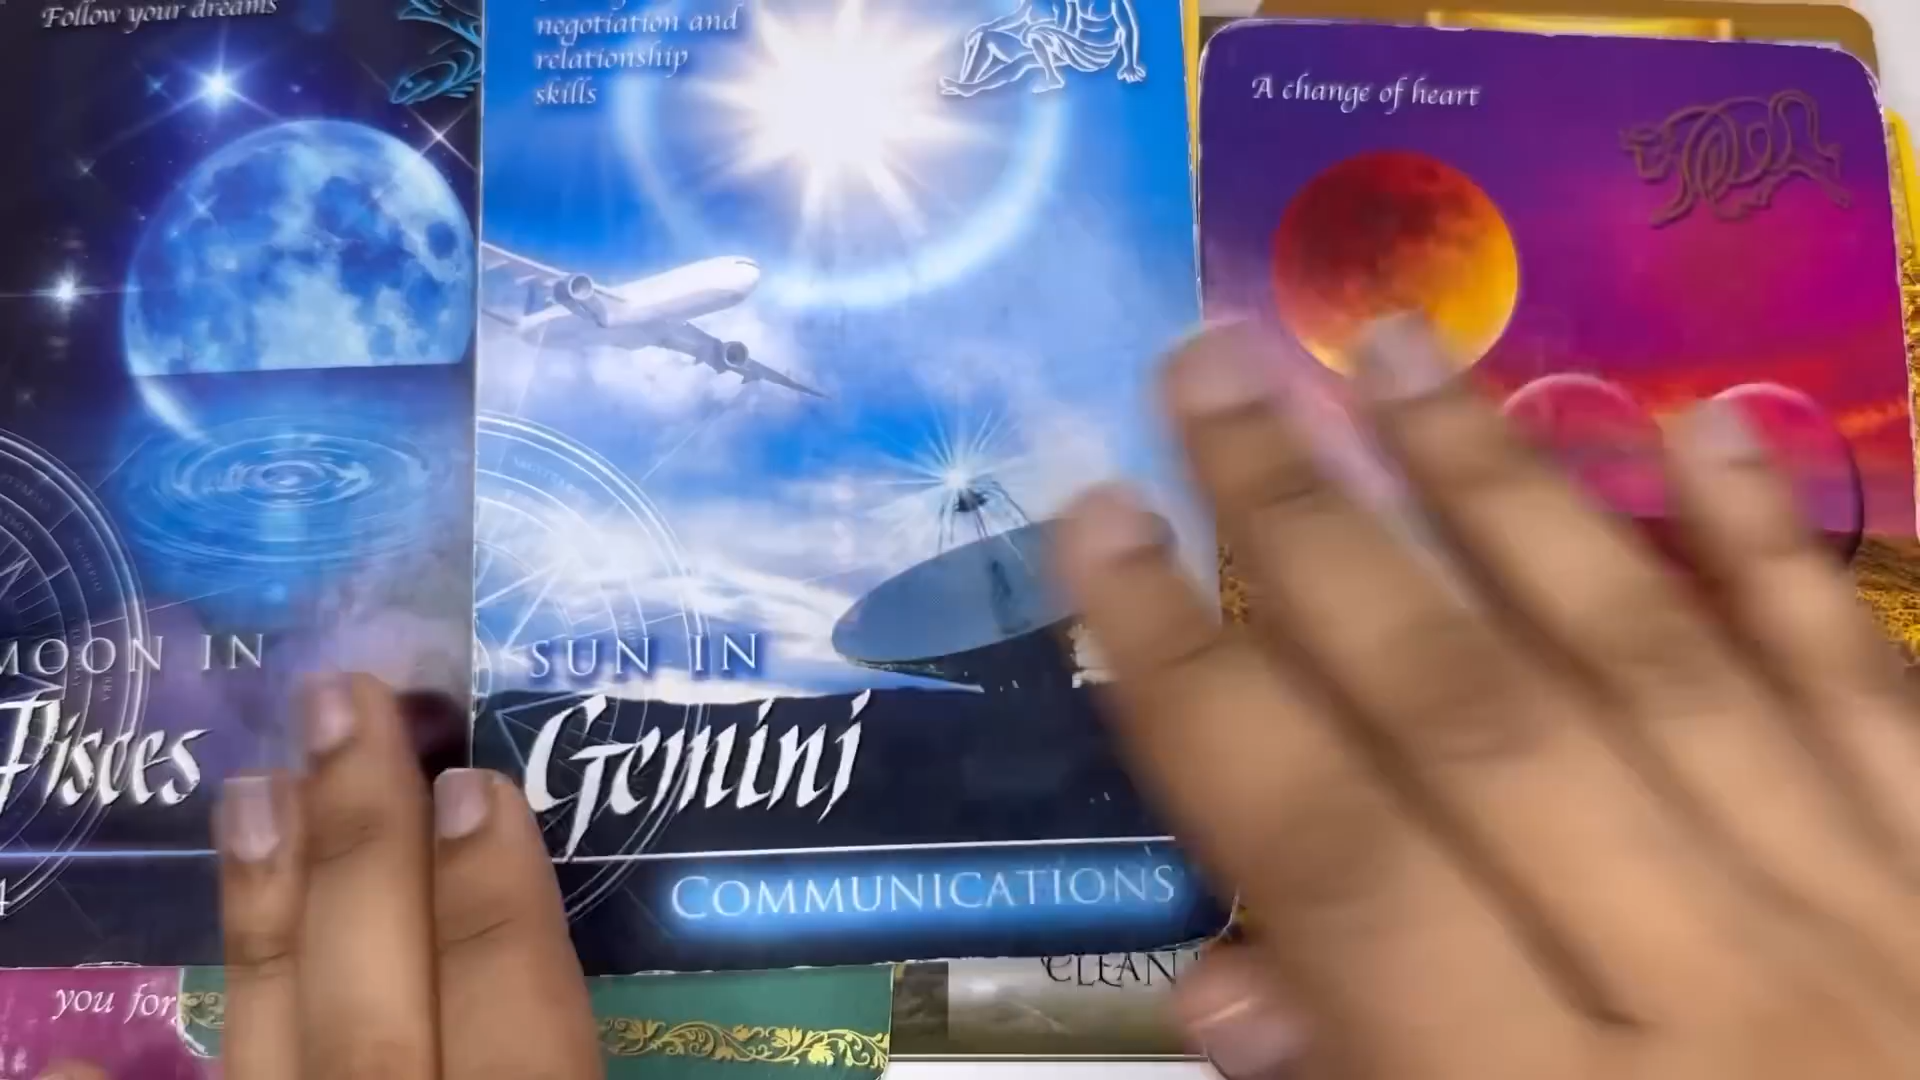 Follow your dreams
MOON IN
Pisces
4
negotiation and
relationship
skills
SUN IN
Gemini
COMMUNICATIONS
A change of heart
you for
CLEAN